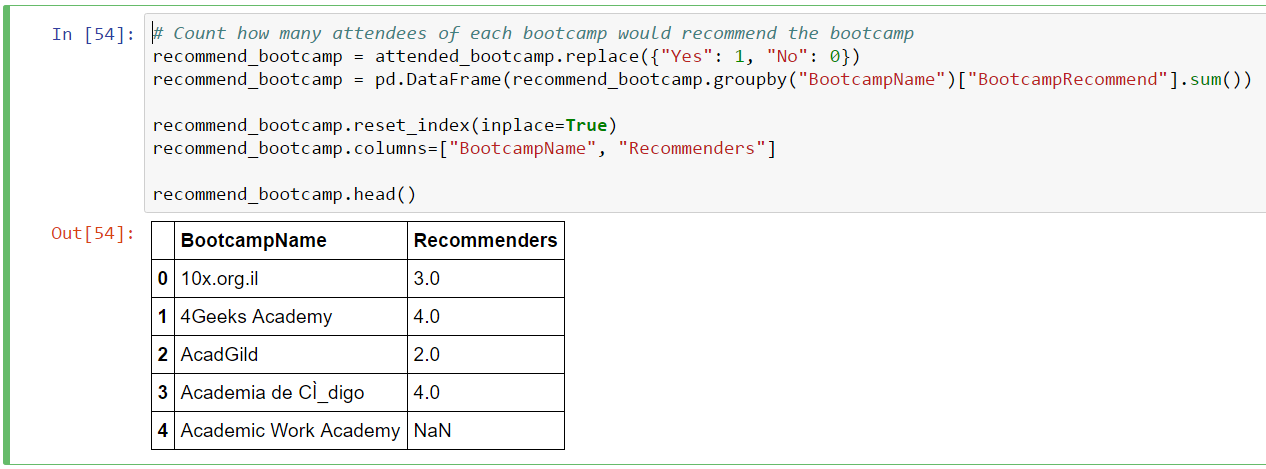 In [54]: # Count how many attendees of each bootcamp would recommend the bootcamp
recommend_bootcamp = attended_bootcamp.replace({"Yes": 1, "No": 0})
recommend_bootcamp = pd.DataFrame(recommend_bootcamp.groupby("BootcampName")["BootcampRecommend"].sum())
recommend_bootcamp.reset_index(inplace=True)
recommend_bootcamp.columns=["BootcampName", "Recommenders"]
recommend_bootcamp.head()
Out[54]:
BootcampName Recommenders
0 10x.org.il 3.0
1 4Geeks Academy 4.0
2 AcadGild 2.0
3 Academia de CÌ_digo 4.0
4 Academic Work Academy NaN